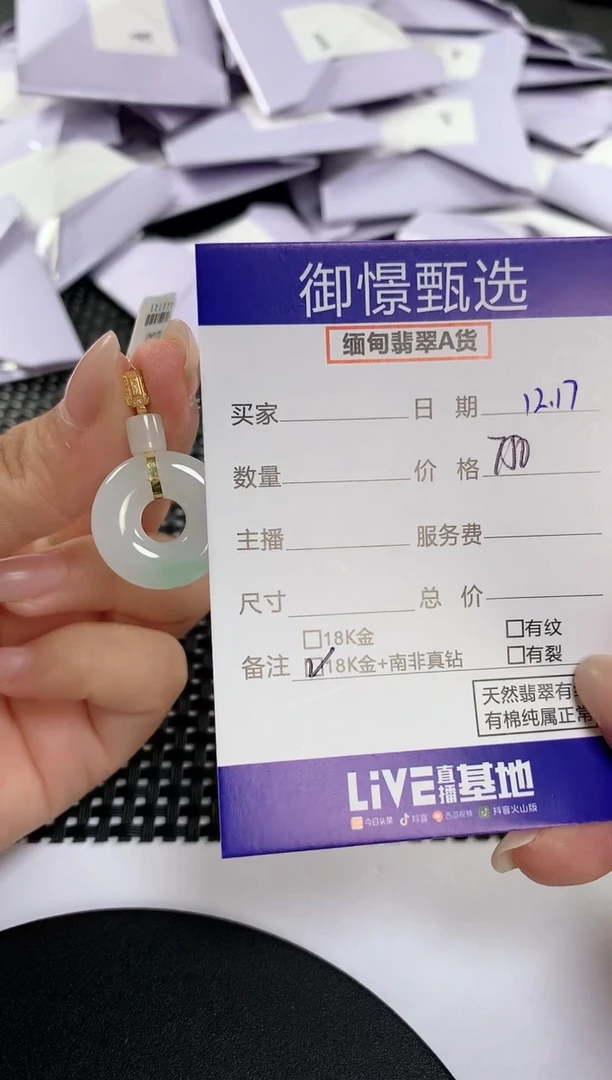 御憬甄选
缅甸翡翠A货
买家 日期 12.17
数量 价格
主播 服务费
尺寸 总价
□18K金 □有纹
备注 ☑18K金+南非真钻 □有裂
天然翡翠有
有棉纯属正常
LiVE直播基地
今日头条 抖音 西瓜视频 抖音火山版